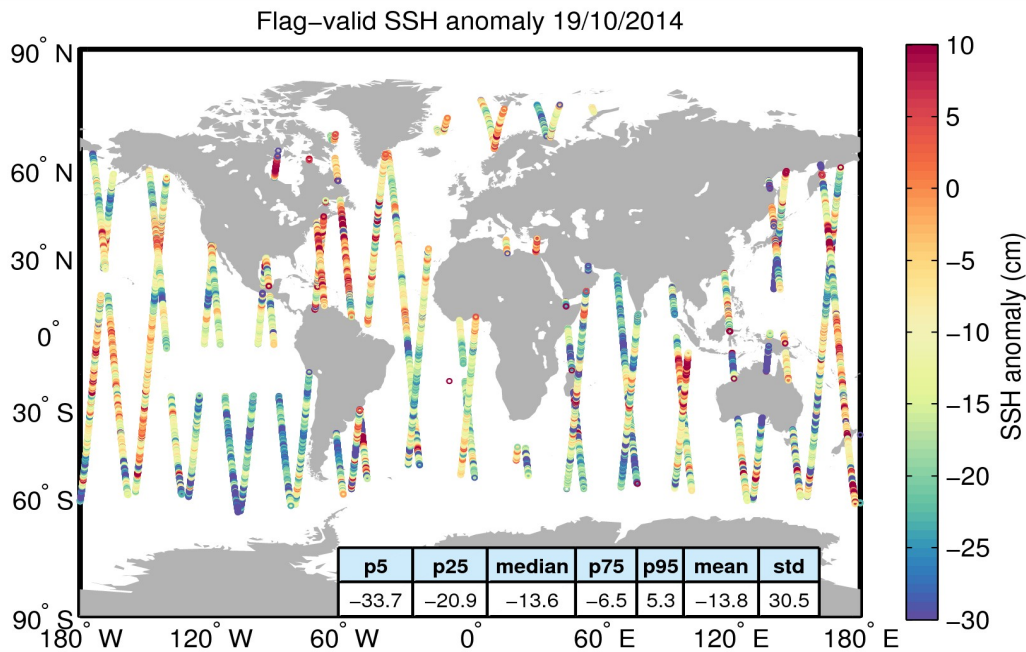 Flag−valid SSH anomaly 19/10/2014
90° N
60° N
30° N
0°
30° S
60° S
90° S
180° W
120° W
60° W
0°
60° E
120° E
180° E
p5 p25 median p75 p95 mean std
−33.7 −20.9 −13.6 −6.5 5.3 −13.8 30.5
10
5
0
−5
−10
−15
−20
−25
−30
SSH anomaly (cm)